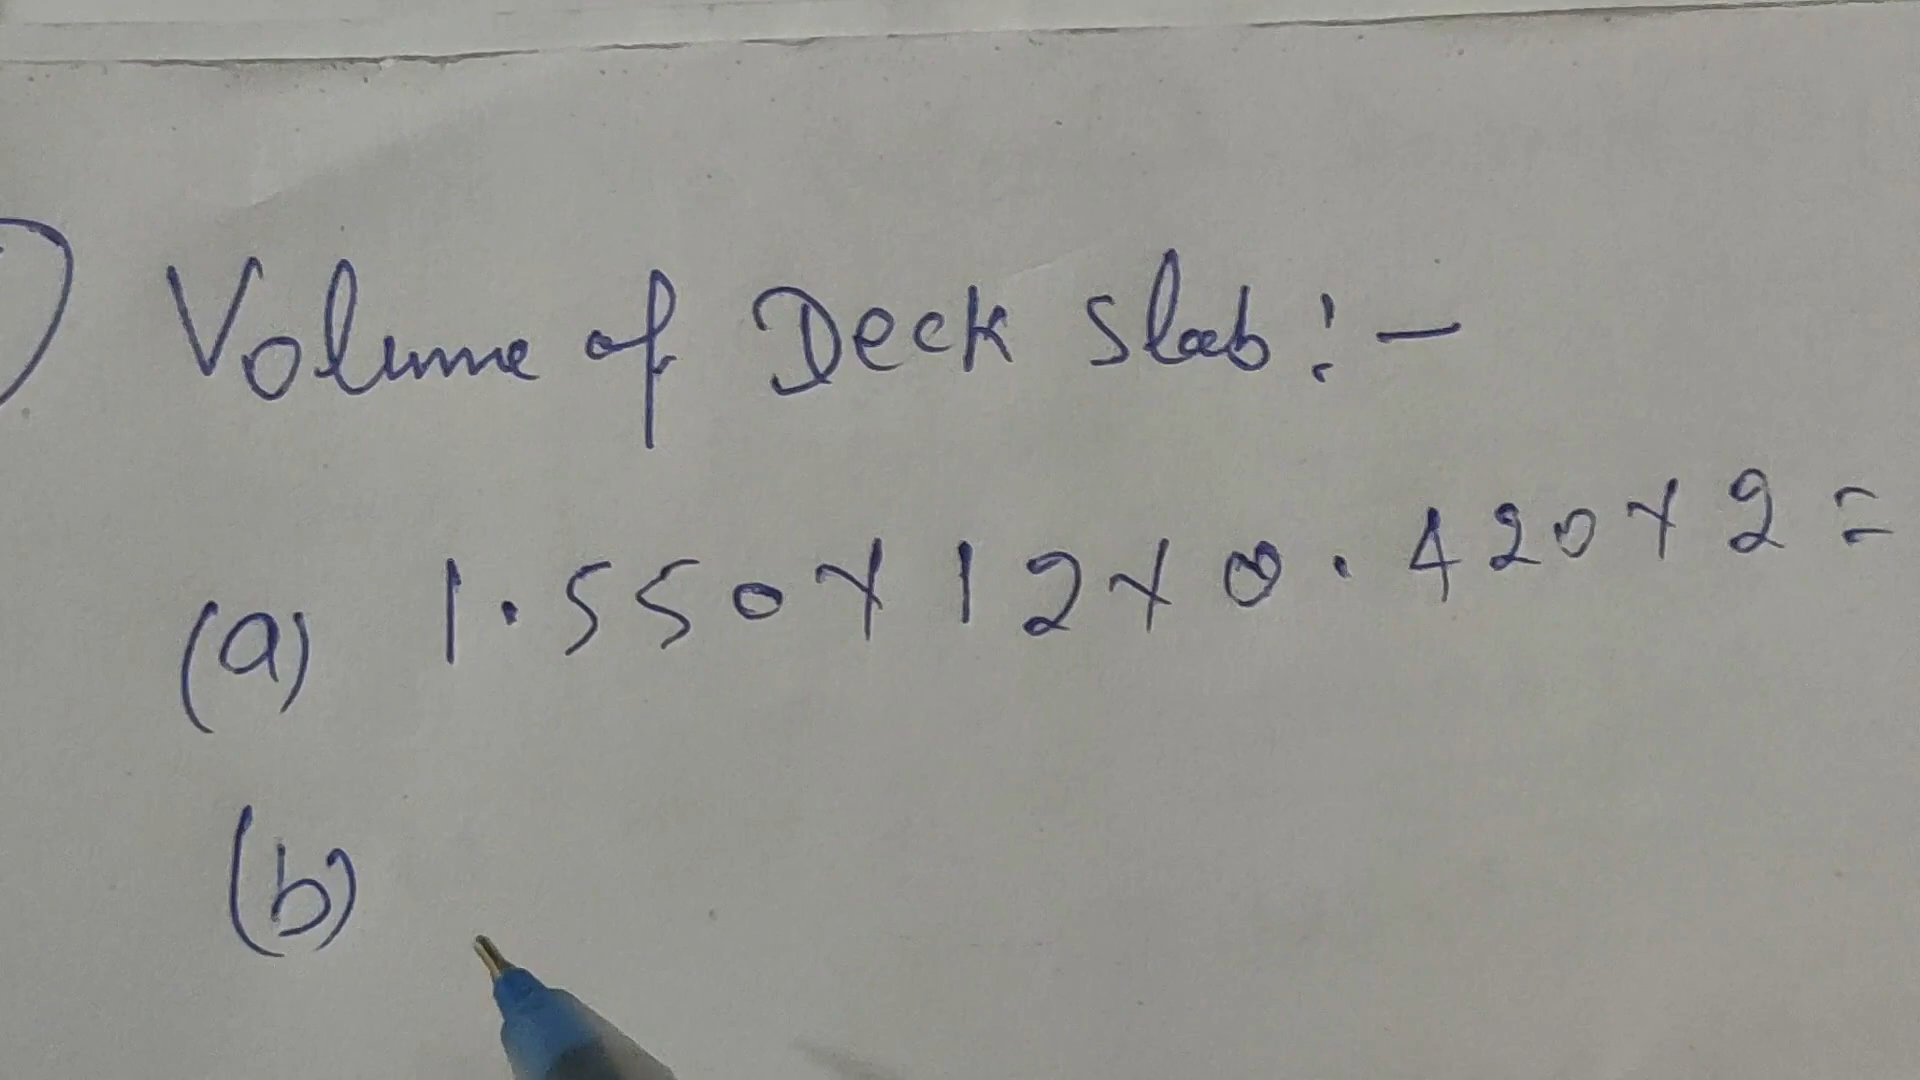 ) Volume of Deck Slab:-
(a) 1.550 x 12 x 0.420 x 2 =
(b)